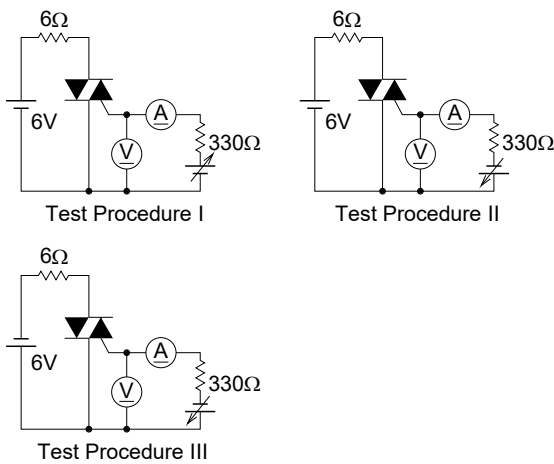 6Ω
6V
A
V
330Ω
Test Procedure I
6Ω
6V
A
V
330Ω
Test Procedure II
6Ω
6V
A
V
330Ω
Test Procedure III